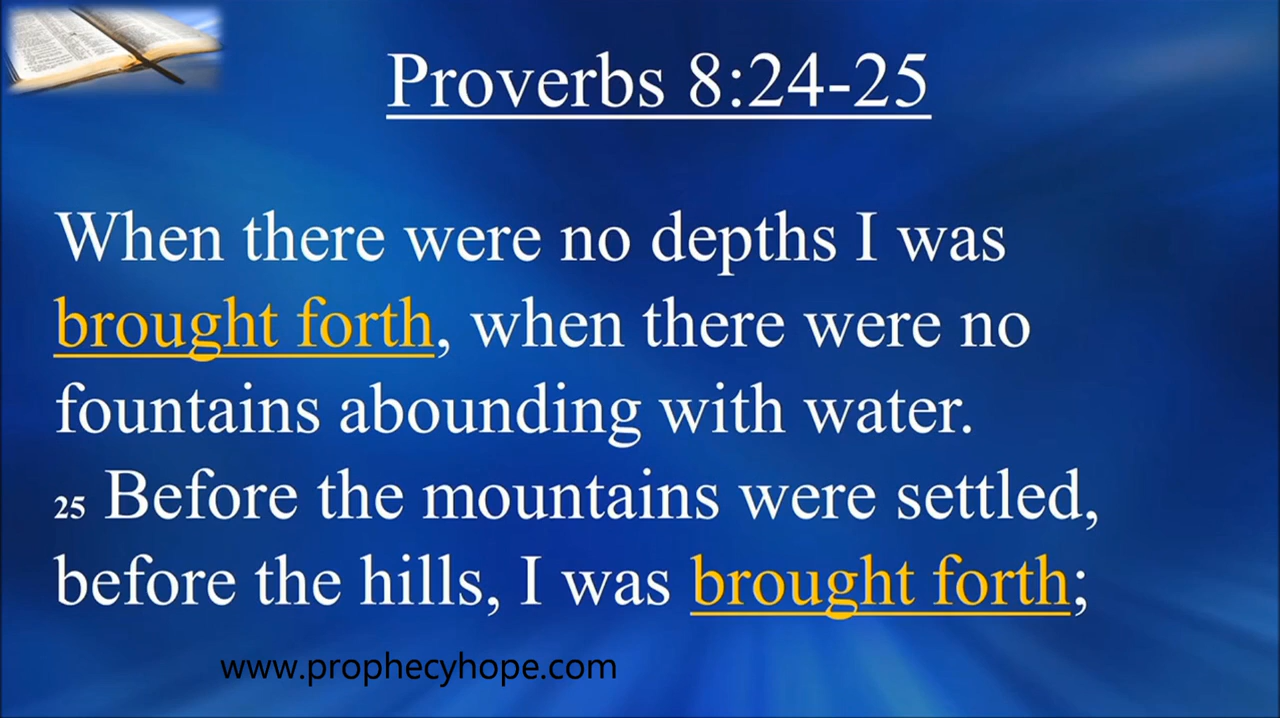 Proverbs 8:24-25
When there were no depths I was
brought forth, when there were no
fountains abounding with water.
25 Before the mountains were settled,
before the hills, I was brought forth;
www.prophecyhope.com